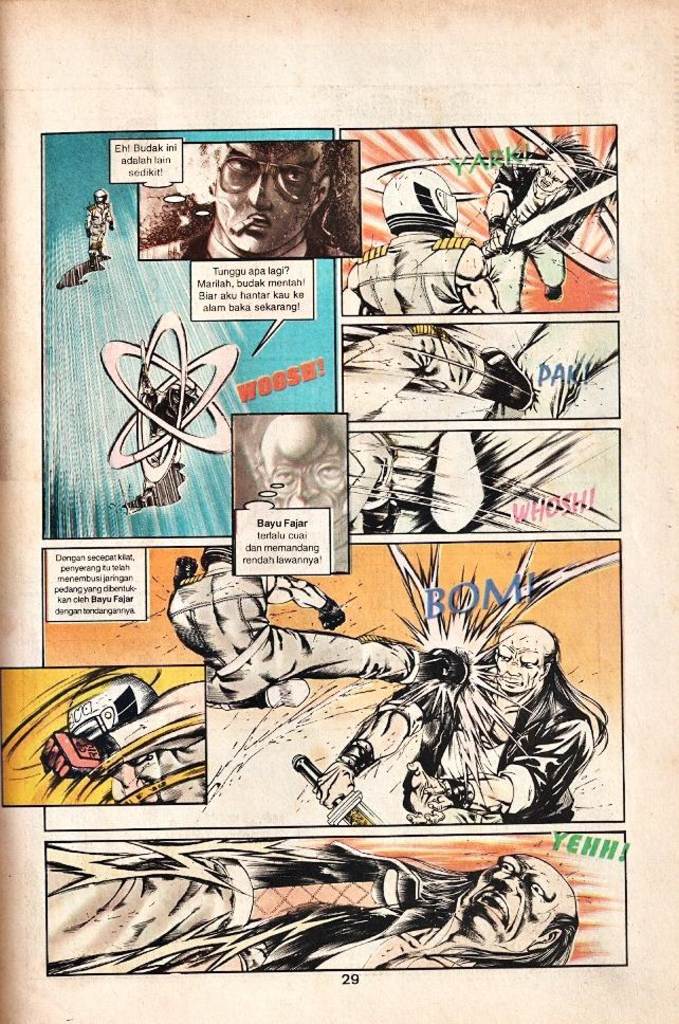 Eh! Budak ini
adalah lain
sedikit!
Tunggu apa lagi?
Marilah, budak mentah!
Biar aku hantar kau ke
alam baka sekarang!
WOOSH!
Bayu Fajar
terlalu cuai
dan memandang
rendah lawannya!
YARK!
PAK!
WHOSH!
Dengan secepat kilat,
penyerang itu telah
menembusi jaringan
pedang yang dibentuk-
kan oleh Bayu Fajar
dengan tendangannya.
BOM!
YEHH!
29